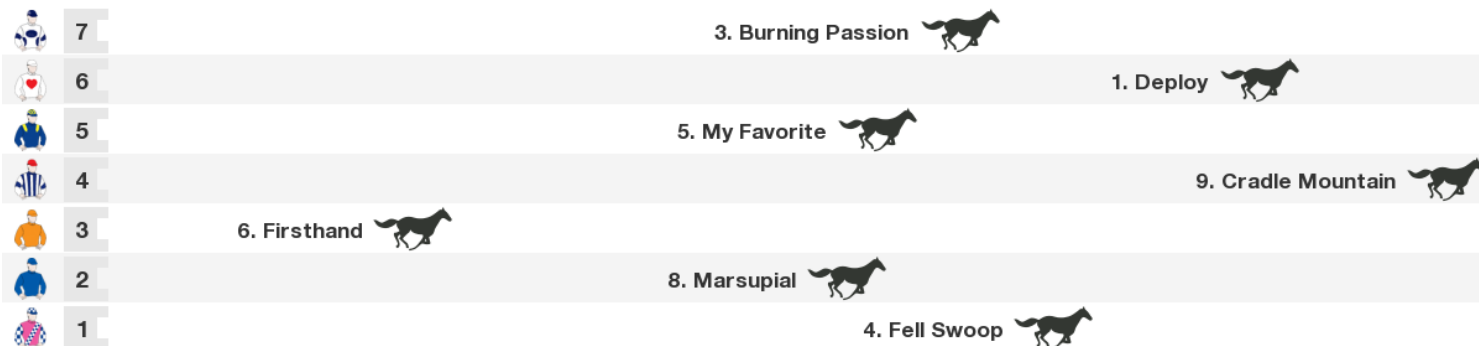 7 3. Burning Passion
6 1. Deploy
5 5. My Favorite
4 9. Cradle Mountain
3 6. Firsthand
2 8. Marsupial
1 4. Fell Swoop